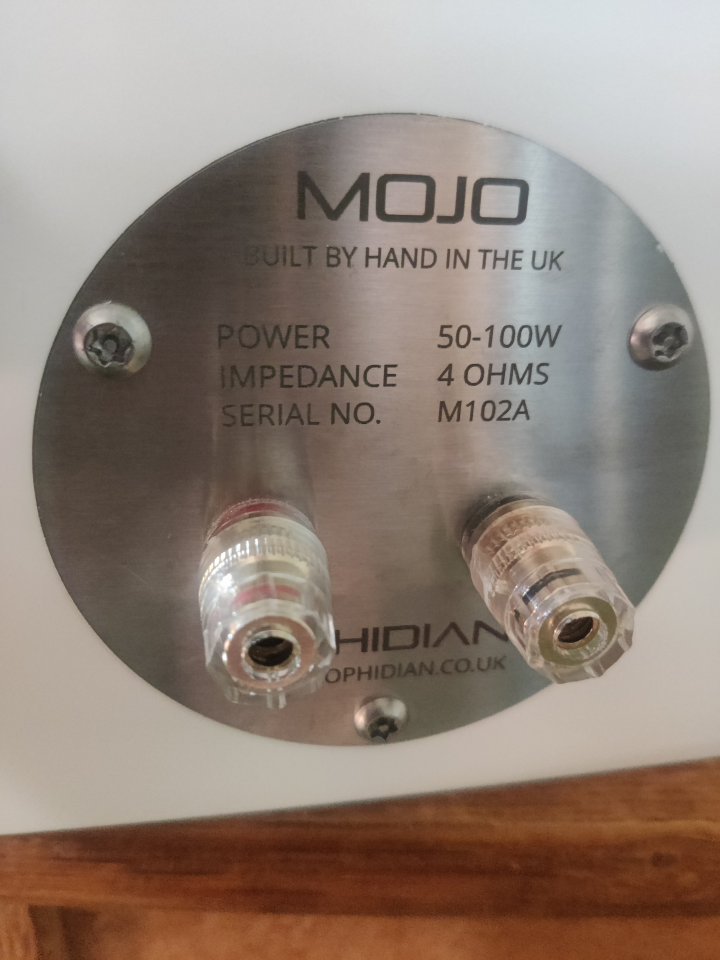 MOJO
BUILT BY HAND IN THE UK
POWER 50-100W
IMPEDANCE 4 OHMS
SERIAL NO. M102A
PHIDIAN
OPHIDIAN.CO.UK